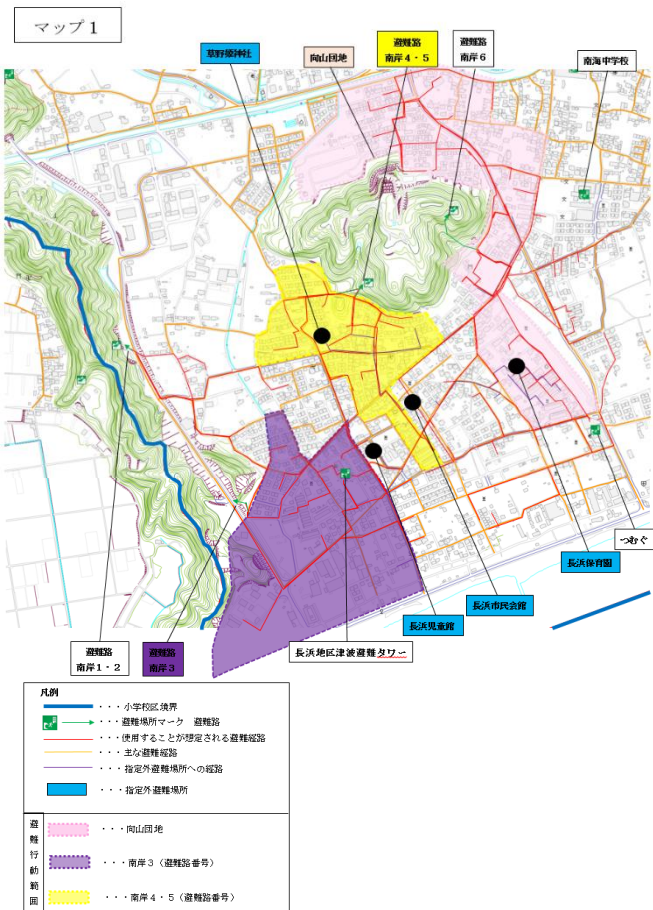 マップ1
草野原神社
向山団地
避難路
南岸4・5
避難路
南岸6
南海中学校
つむぐ
長浜保育園
長浜市民会館
長浜児童館
長浜地区津波避難タワー
避難路
南岸3
避難路
南岸1・2
凡例
・・・小学校区境界
・・・避難場所マーク 避難路
・・・使用することが想定される避難経路
・・・主な避難経路
・・・指定外避難場所への経路
・・・指定外避難場所
避難行動範囲
・・・向山団地
・・・南岸3（避難路番号）
・・・南岸4・5（避難路番号）